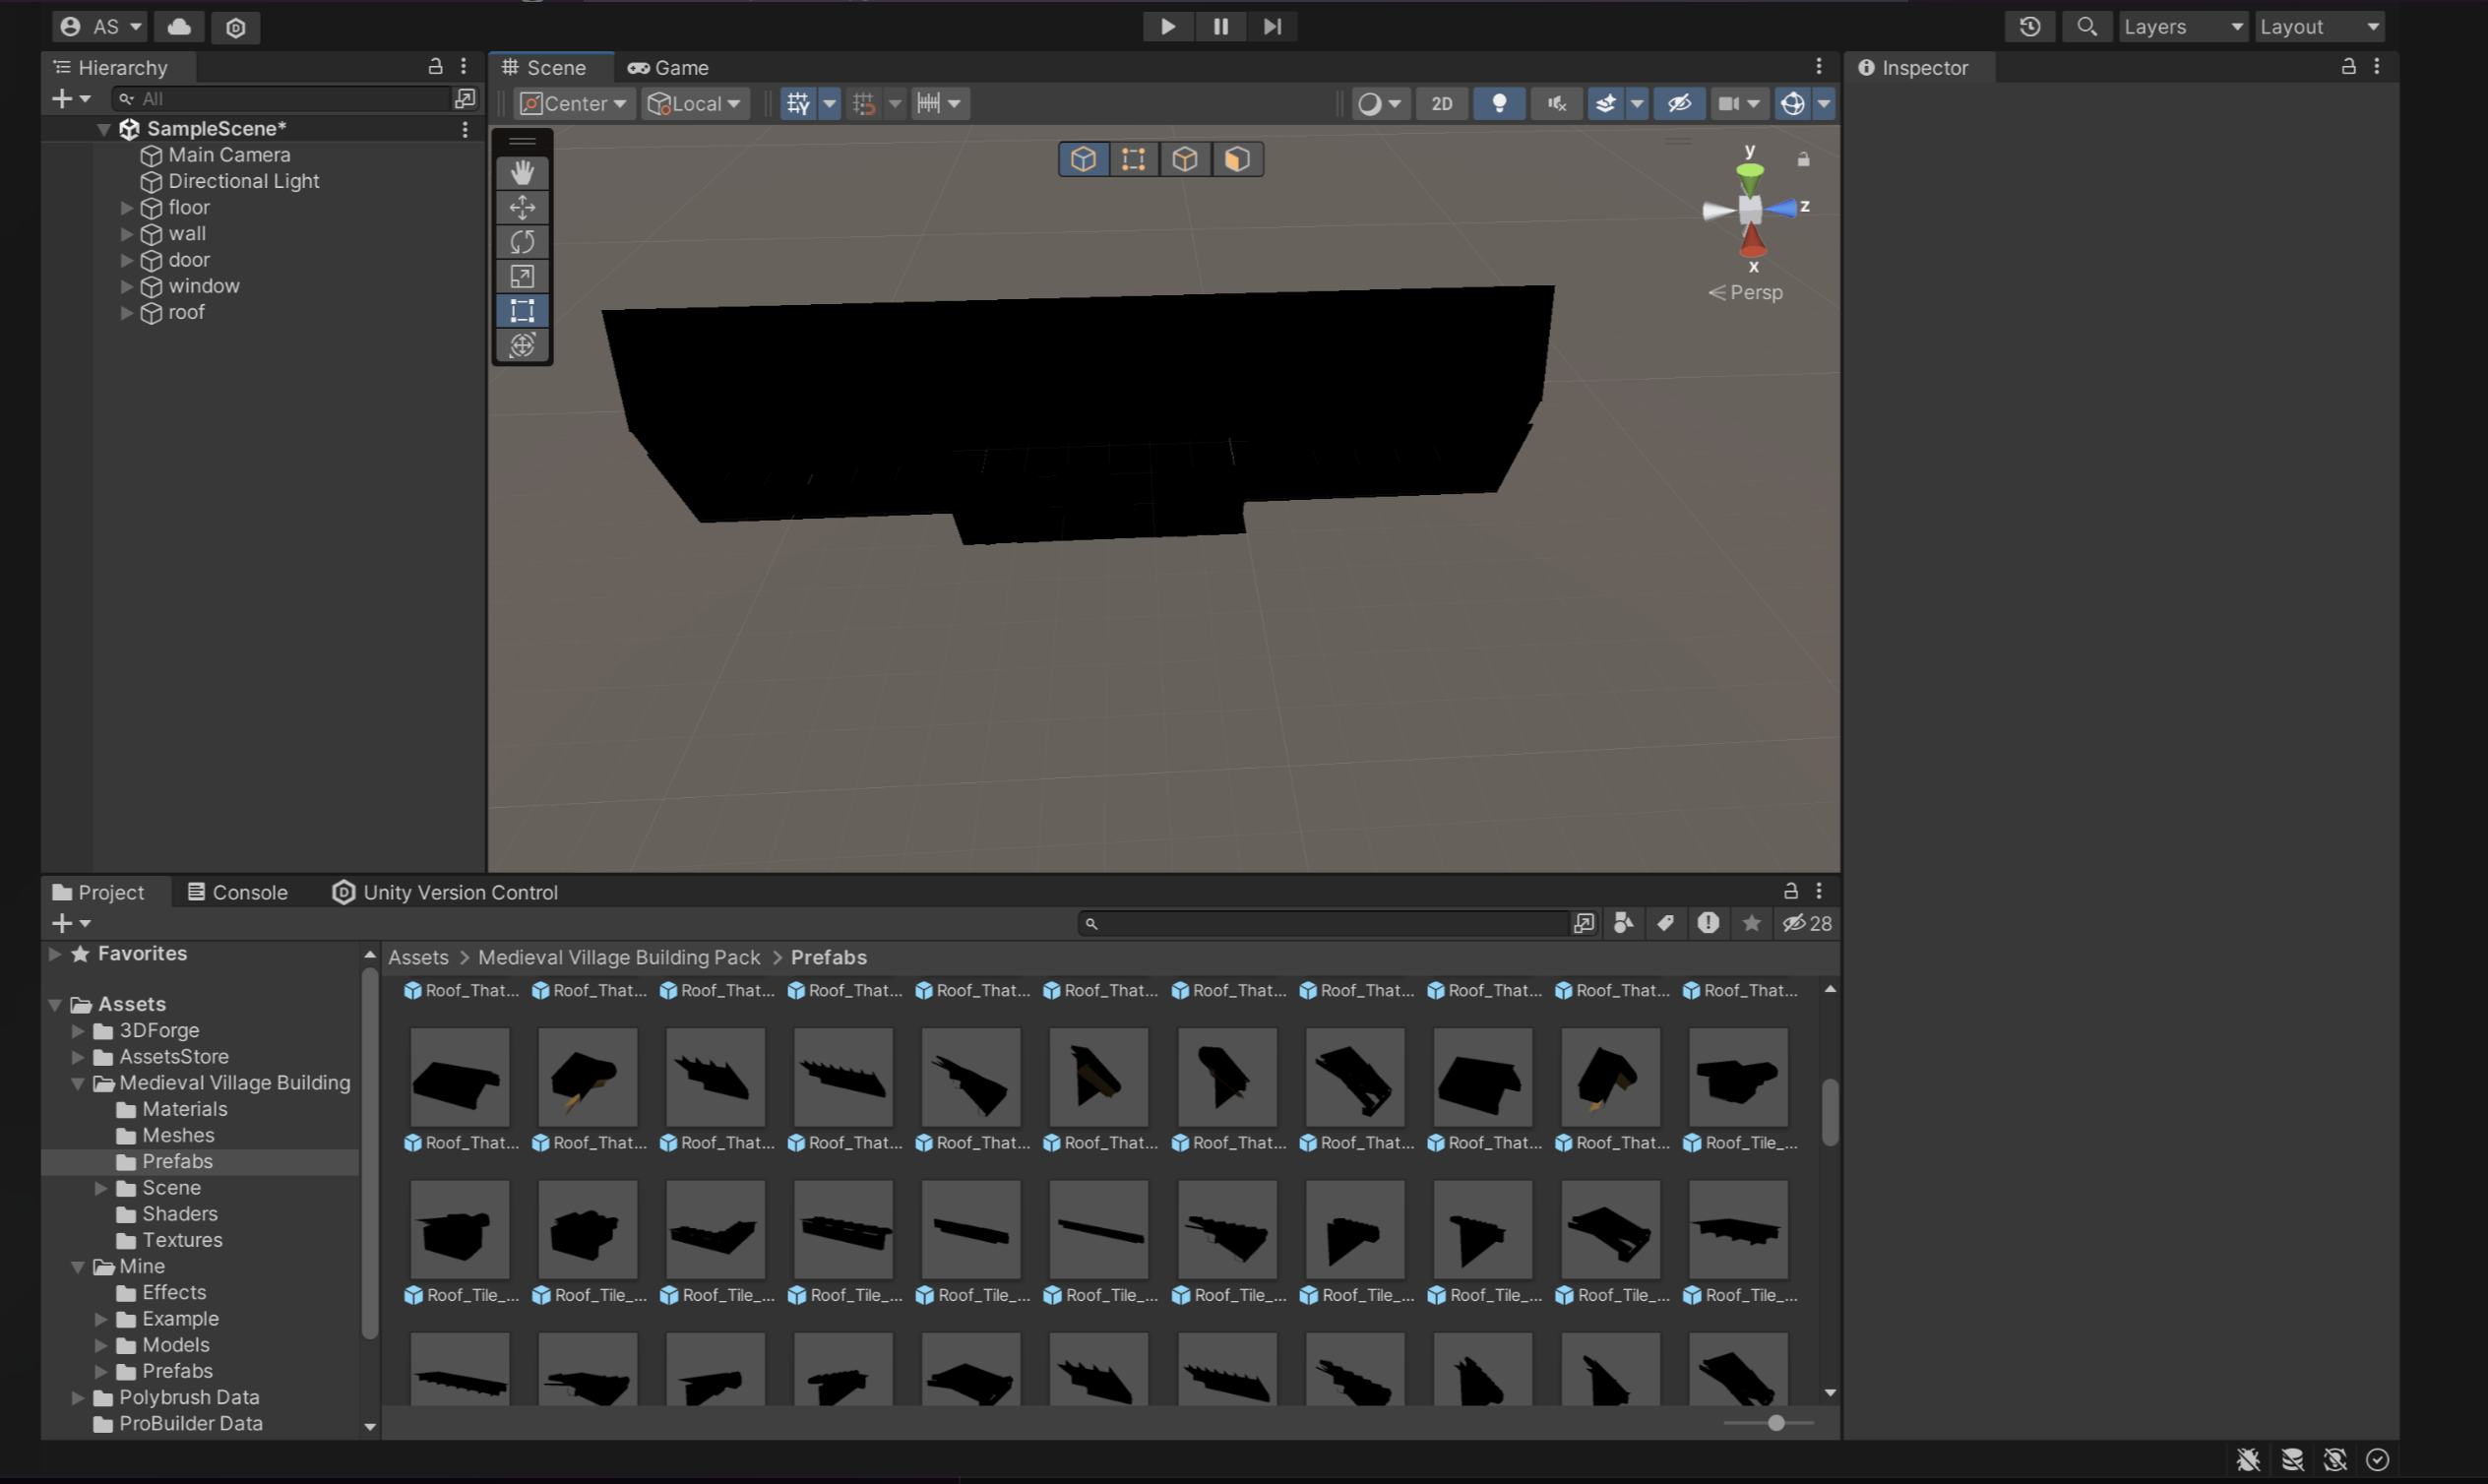 AS
Layers
Layout
Hierarchy
All
SampleScene*
Main Camera
Directional Light
floor
wall
door
window
roof
Scene
Game
Center
Local
2D
y
z
x
Persp
Inspector
Project
Console
Unity Version Control
28
Favorites
Assets
3DForge
AssetsStore
Medieval Village Building
Materials
Meshes
Prefabs
Scene
Shaders
Textures
Mine
Effects
Example
Models
Prefabs
Polybrush Data
ProBuilder Data
Assets > Medieval Village Building Pack > Prefabs
Roof_That... Roof_That... Roof_That... Roof_That... Roof_That... Roof_That... Roof_That... Roof_That... Roof_That... Roof_That... Roof_That...
Roof_That... Roof_That... Roof_That... Roof_That... Roof_That... Roof_That... Roof_That... Roof_That... Roof_That... Roof_That... Roof_Tile_...
Roof_Tile_... Roof_Tile_... Roof_Tile_... Roof_Tile_... Roof_Tile_... Roof_Tile_... Roof_Tile_... Roof_Tile_... Roof_Tile_... Roof_Tile_... Roof_Tile_...